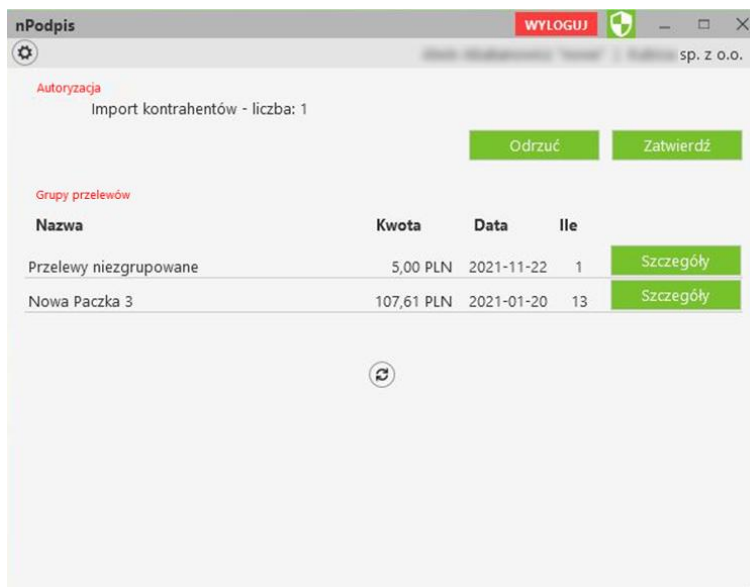 nPodpis WYLOGUJ
sp. z o.o.
Autoryzacja
Import kontrahentów - liczba: 1
Odrzuć Zatwierdź
Grupy przelewów
Nazwa Kwota Data Ile
Przelewy niezgrupowane 5,00 PLN 2021-11-22 1 Szczegóły
Nowa Paczka 3 107,61 PLN 2021-01-20 13 Szczegóły